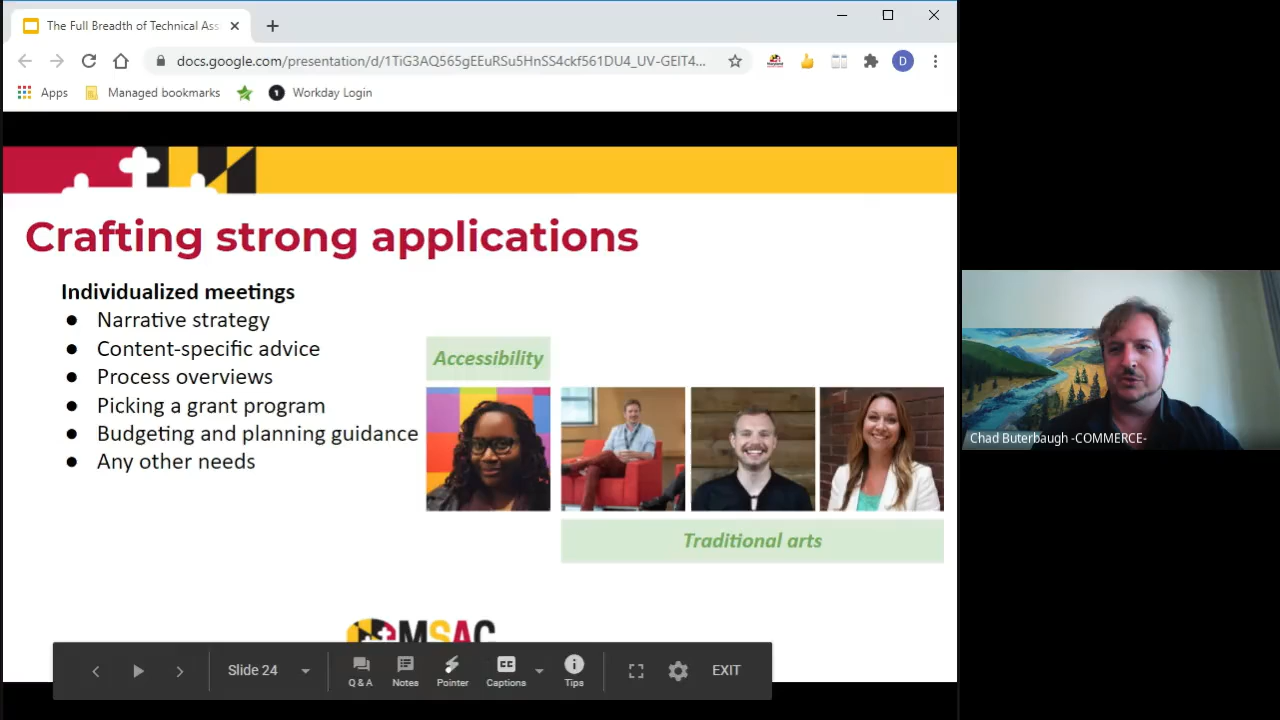 The Full Breadth of Technical Ass
docs.google.com/presentation/d/1TiG3AQ565gEEuRSu5HnSS4ckf561DU4_UV-GEIT4...
D
Apps
Managed bookmarks
Workday Login
Crafting strong applications
Individualized meetings
● Narrative strategy
● Content-specific advice
● Process overviews
● Picking a grant program
● Budgeting and planning guidance
● Any other needs
Accessibility
Traditional arts
MSAC
Slide 24
Q & A
Notes
Pointer
CC
Captions
Tips
EXIT
Chad Buterbaugh -COMMERCE-